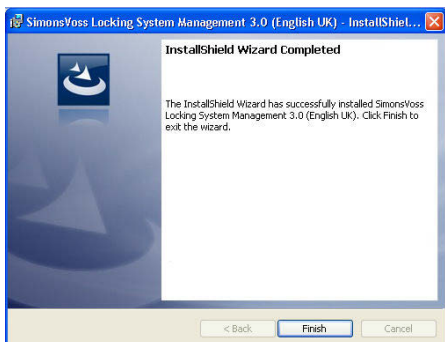 SimonsVoss Locking System Management 3.0 (English UK) - InstallShiel...
InstallShield Wizard Completed
The InstallShield Wizard has successfully installed SimonsVoss
Locking System Management 3.0 (English UK). Click Finish to
exit the wizard.
< Back Finish Cancel